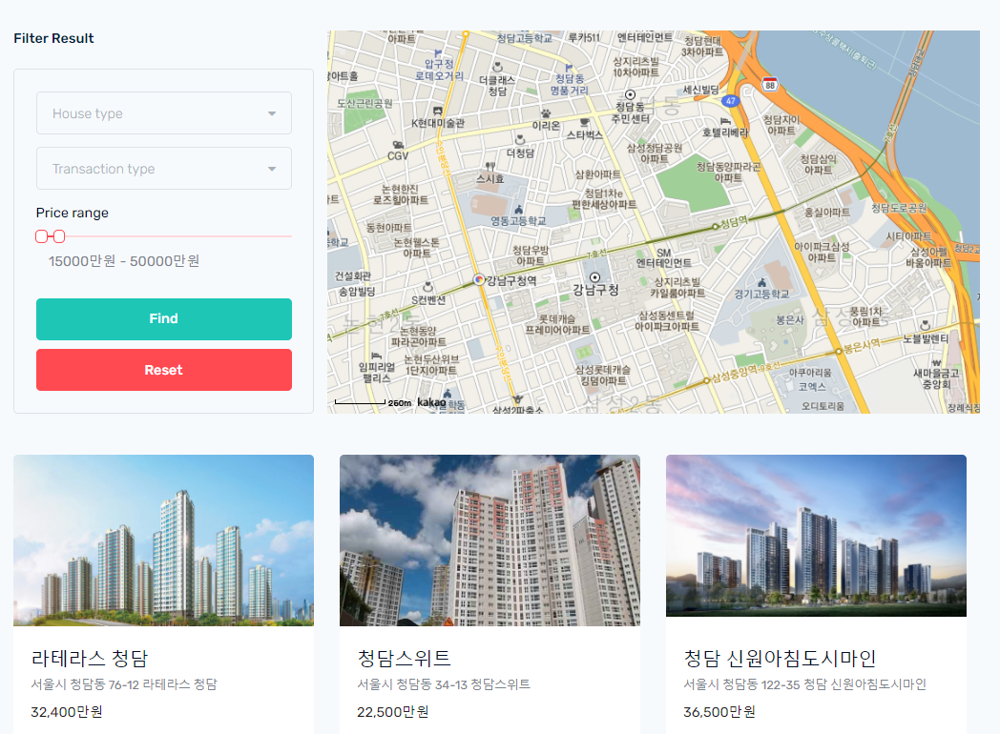 Filter Result
House type
Transaction type
Price range
15000만원 - 50000만원
Find
Reset
아파트
청담고등학교
루카511
엔터테인먼트
청담현대
3차아파트
압구정
로데오거리
더클래스
청담
청담동
명품거리
상지리츠빌
10차아파트
세신빌딩
88
47
아트홀
도산근린공원
K현대미술관
이리온
스타벅스
청담동
주민센터
호텔리베라
청담자이
아파트
CGV
더청담
삼성청담공원
아파트
청담삼익
아파트
스시효
삼환아파트
청담동양파라곤
아파트
논현한진
로즈힐아파트
청담1차e
편한세상아파트
영동고등학교
홍실아파트
청담도로공원
동현아파트
논현웰스톤
아파트
청담우방
아파트
7호선
청담역
SM
엔터테인먼트
아이파크삼성
아파트
시티아파트
삼성아펠
바움아파트
건설회관
송암빌딩
S컨벤션
강남구청역
강남구청
상지리츠빌
카일룸아파트
경기고등학교
7호선
논현동양
파라곤아파트
롯데캐슬
프레미어아파트
삼성동센트럴
아이파크아파트
봉은사
풍림1차
아파트
노블발렌티
임피리얼
팰리스
논현두산위브
1단지아파트
삼성롯데캐슬
킹덤아파트
삼성중앙역
9호선
봉은사역
아쿠아리움
코엑스
오디토리움
새마을금고
중앙회
250m
kakao
삼성2파출소
삼성2동
장례식장
라테라스 청담
서울시 청담동 76-12 라테라스 청담
32,400만원
청담스위트
서울시 청담동 34-13 청담스위트
22,500만원
청담 신원아침도시마인
서울시 청담동 122-35 청담 신원아침도시마인
36,500만원